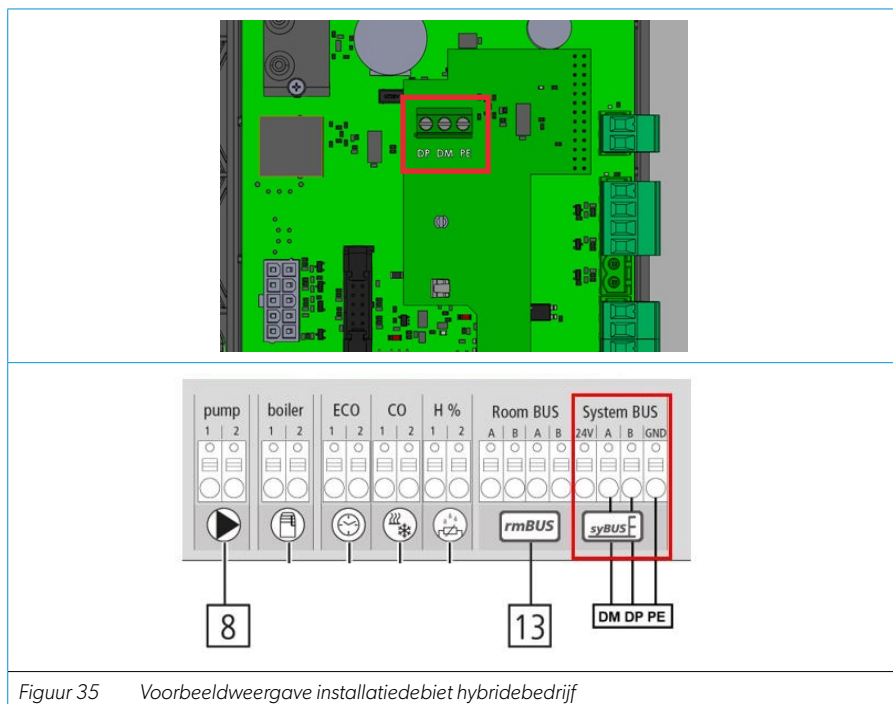 DP DM PE
pump boiler ECO CO H % Room BUS System BUS
1 2 1 2 1 2 1 2 1 2 A B A B 24V A B GND
rmBUS syBUS
8 13 DM DP PE
Figuur 35 Voorbeeldweergave installatiedebiet hybridebedrijf